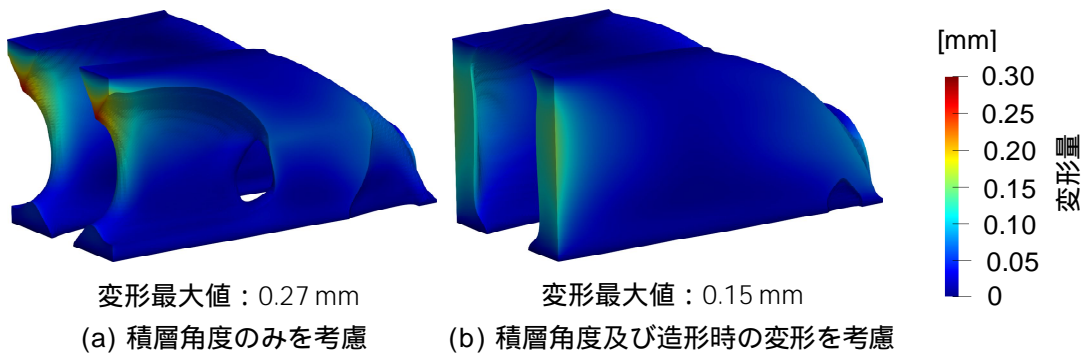 [mm]
0.30
0.25
0.20
0.15
0.10
0.05
0
変形量
変形最大値：0.27 mm
(a) 積層角度のみを考慮
変形最大値：0.15 mm
(b) 積層角度及び造形時の変形を考慮